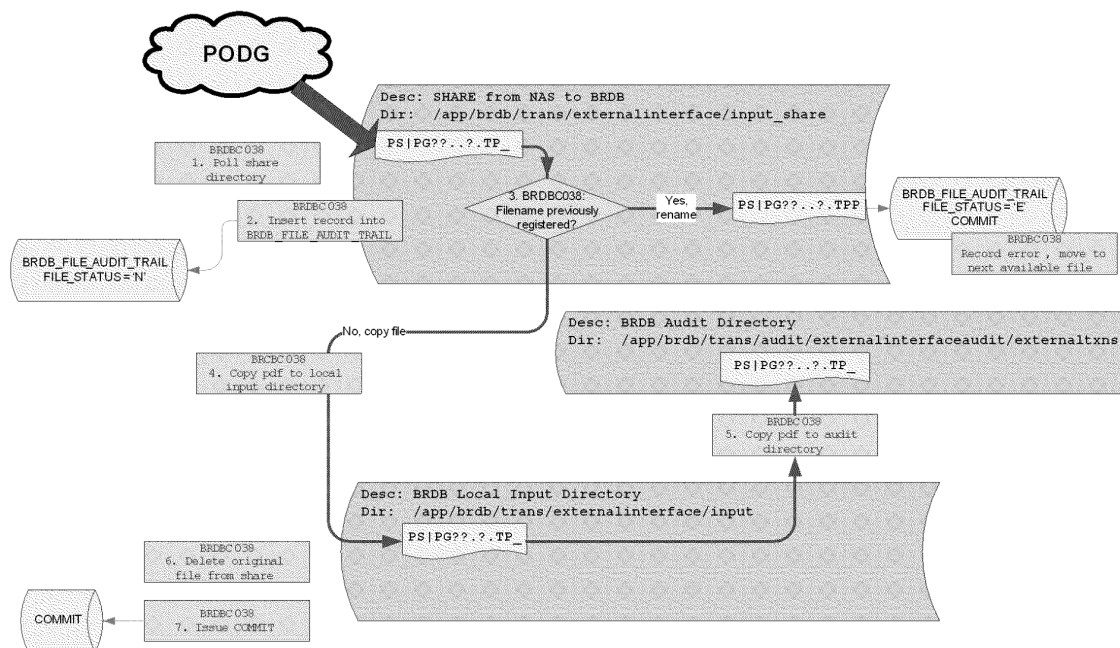 PODG
Desc: SHARE from NAS to BRDB
Dir: /app/brdb/trans/externalinterface/input_share
PS|PG??..?.TP_
BRDBC038
1. Poll share
directory
BRDBC038
2. Insert record into
BRDB_FILE_AUDIT_TRAIL
3. BRDBC038:
Filename previously
registered?
Yes,
rename
PS|PG??..?.TPP
BRDB_FILE_AUDIT_TRAIL
FILE_STATUS = 'E'
COMMIT
BRDBC038
Record error , move to
next available file
BRDB_FILE_AUDIT_TRAIL
FILE_STATUS = 'N'
No, copy file
Desc: BRDB Audit Directory
Dir: /app/brdb/trans/audit/externalinterfaceaudit/externaltxns
PS|PG??..?.TP_
BRCBC038
4. Copy pdf to local
input directory
BRDBC038
5. Copy pdf to audit
directory
Desc: BRDB Local Input Directory
Dir: /app/brdb/trans/externalinterface/input
PS|PG??.?.TP_
BRDBC038
6. Delete original
file from share
COMMIT
BRDBC038
7. Issue COMMIT